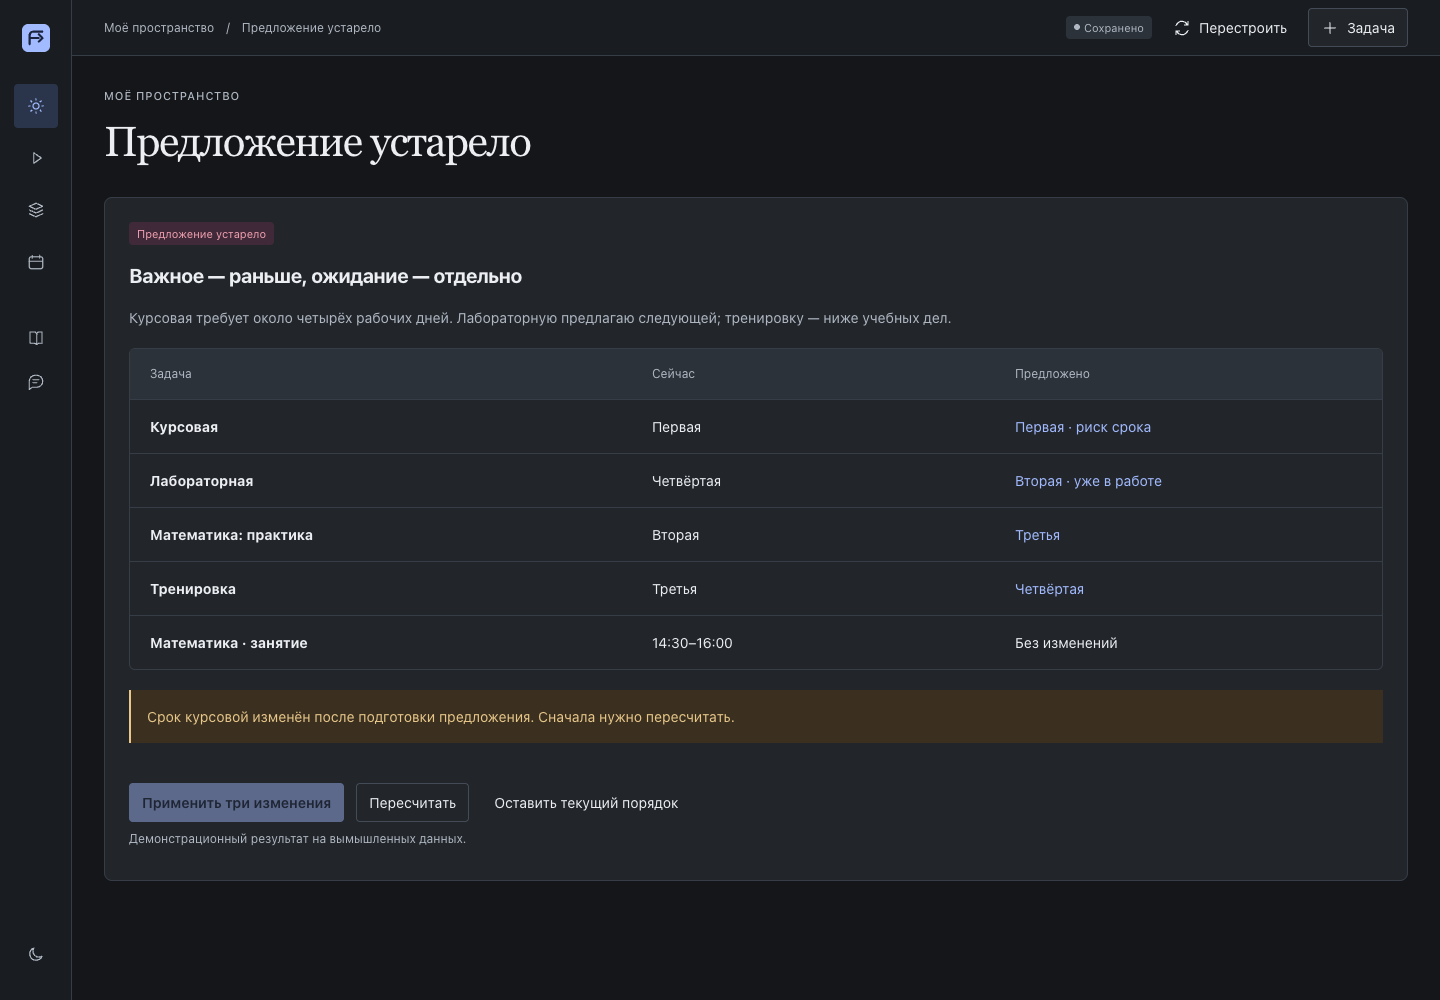 Моё пространство / Предложение устарело
Сохранено
Перестроить
Задача
МОЁ ПРОСТРАНСТВО
Предложение устарело
Предложение устарело
Важное — раньше, ожидание — отдельно
Курсовая требует около четырёх рабочих дней. Лабораторную предлагаю следующей; тренировку — ниже учебных дел.
Задача Сейчас Предложено
Курсовая Первая Первая · риск срока
Лабораторная Четвёртая Вторая · уже в работе
Математика: практика Вторая Третья
Тренировка Третья Четвёртая
Математика · занятие 14:30–16:00 Без изменений
Срок курсовой изменён после подготовки предложения. Сначала нужно пересчитать.
Применить три изменения Пересчитать Оставить текущий порядок
Демонстрационный результат на вымышленных данных.